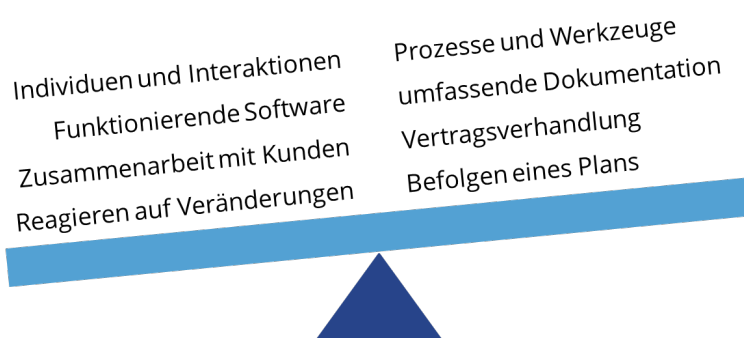 Individuen und Interaktionen
Funktionierende Software
Zusammenarbeit mit Kunden
Reagieren auf Veränderungen
Prozesse und Werkzeuge
umfassende Dokumentation
Vertragsverhandlung
Befolgen eines Plans